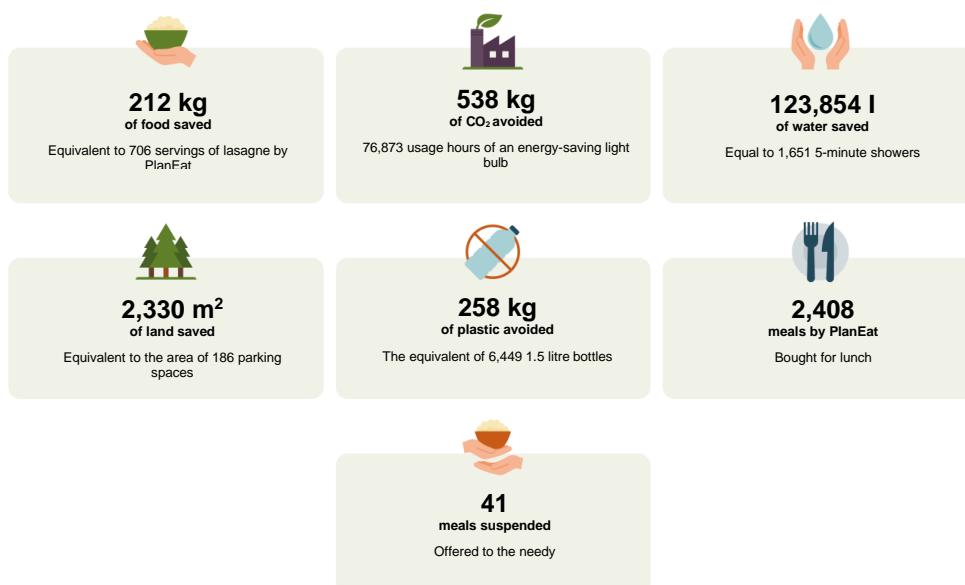 212 kg
of food saved
Equivalent to 706 servings of lasagne by
PlanEat
538 kg
of CO₂ avoided
76,873 usage hours of an energy-saving light
bulb
123,854 l
of water saved
Equal to 1,651 5-minute showers
2,330 m²
of land saved
Equivalent to the area of 186 parking
spaces
258 kg
of plastic avoided
The equivalent of 6,449 1.5 litre bottles
2,408
meals by PlanEat
Bought for lunch
41
meals suspended
Offered to the needy